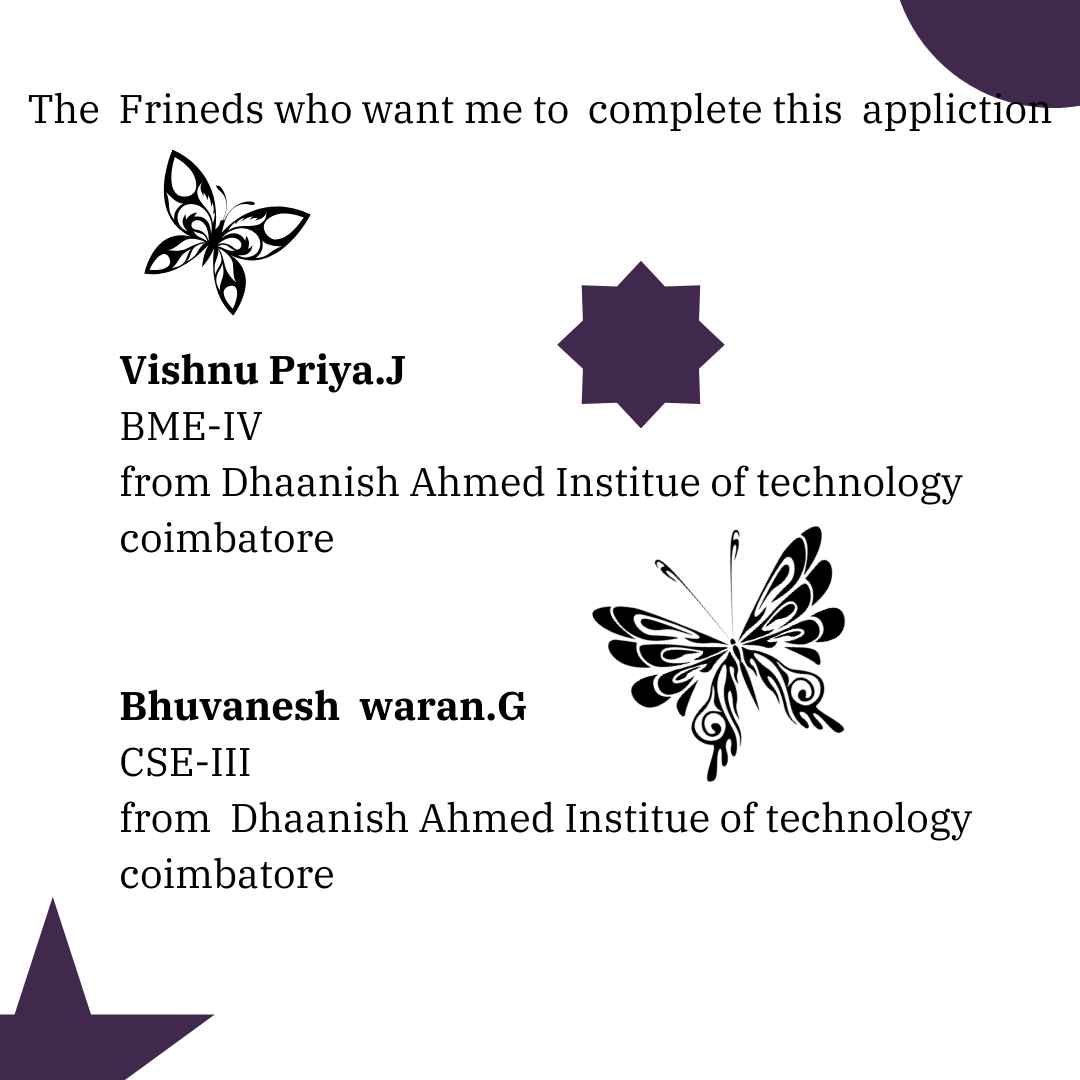 The Frineds who want me to complete this appliction
Vishnu Priya.J
BME-IV
from Dhaanish Ahmed Institue of technology
coimbatore
Bhuvanesh waran.G
CSE-III
from Dhaanish Ahmed Institue of technology
coimbatore